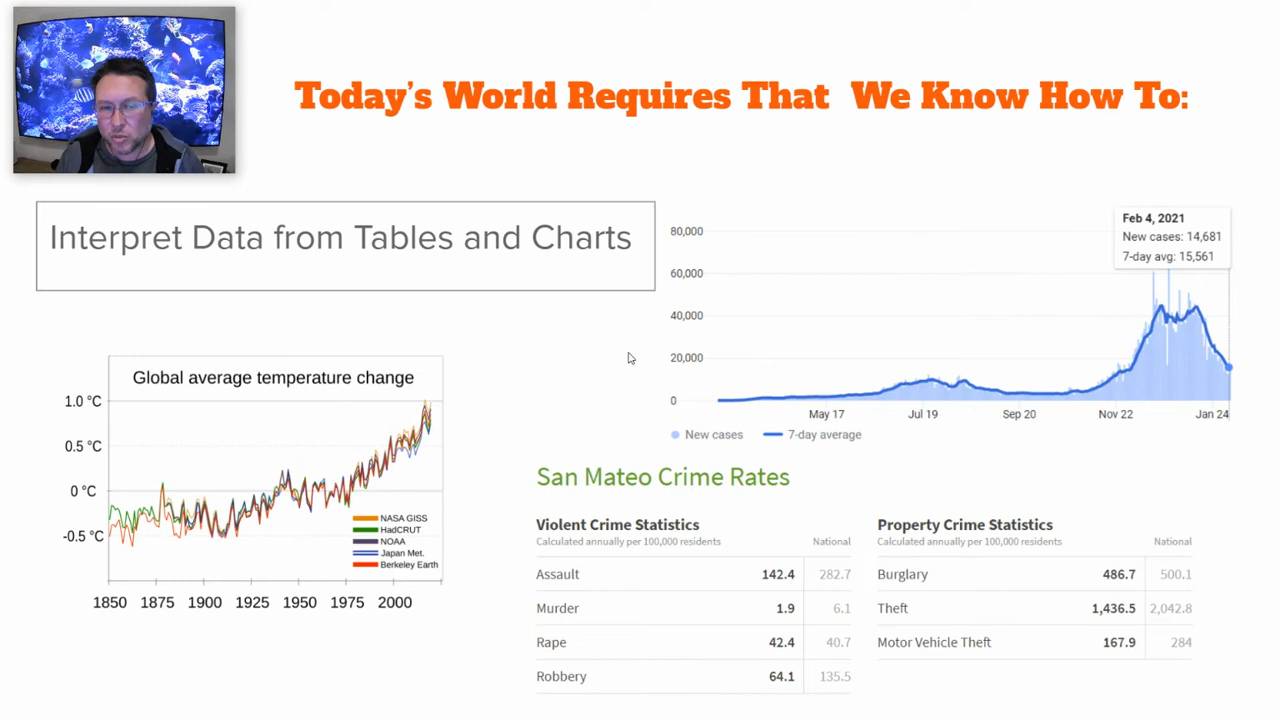 Today's World Requires That We Know How To:
Interpret Data from Tables and Charts
Global average temperature change
1.0 °C
0.5 °C
0 °C
-0.5 °C
NASA GISS
HadCRUT
NOAA
Japan Met.
Berkeley Earth
1850 1875 1900 1925 1950 1975 2000
Feb 4, 2021
New cases: 14,681
7-day avg: 15,561
80,000
60,000
40,000
20,000
0
May 17 Jul 19 Sep 20 Nov 22 Jan 24
New cases 7-day average
San Mateo Crime Rates
Violent Crime Statistics
Calculated annually per 100,000 residents National
Assault 142.4 282.7
Murder 1.9 6.1
Rape 42.4 40.7
Robbery 64.1 135.5
Property Crime Statistics
Calculated annually per 100,000 residents National
Burglary 486.7 500.1
Theft 1,436.5 2,042.8
Motor Vehicle Theft 167.9 284